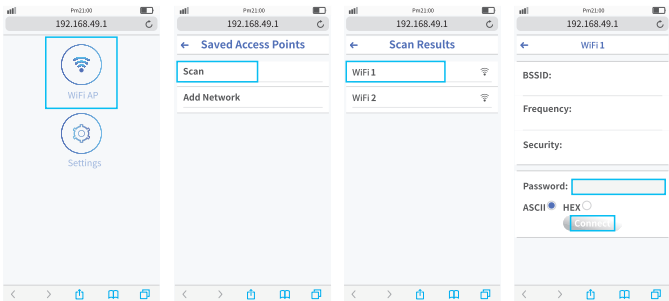 Pm21:00
192.168.49.1
WiFi AP
Settings
Pm21:00
192.168.49.1
Saved Access Points
Scan
Add Network
Pm21:00
192.168.49.1
Scan Results
WiFi 1
WiFi 2
Pm21:00
192.168.49.1
WiFi 1
BSSID:
Frequency:
Security:
Password:
ASCII HEX
Connect